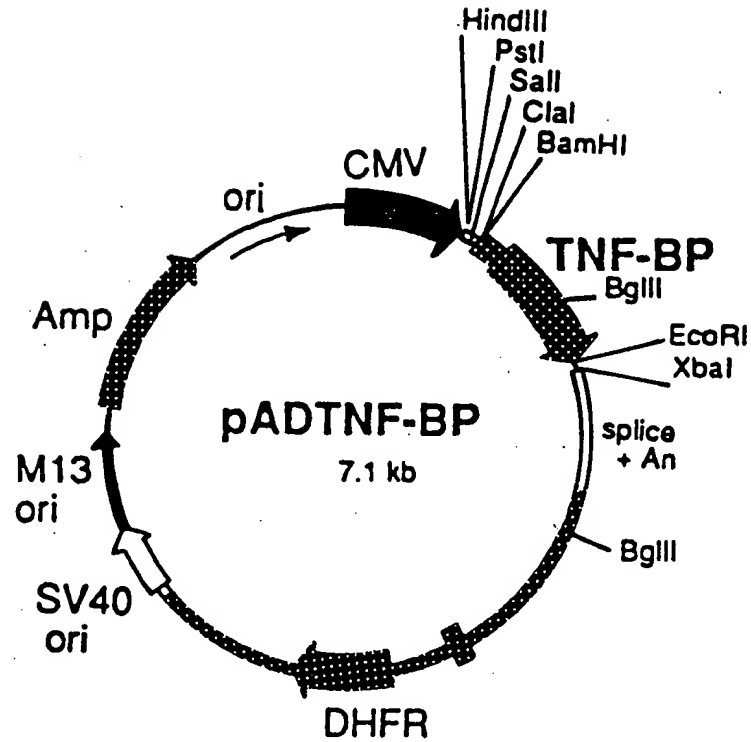 HindIII
PstI
SalI
ClaI
BamHI
CMV
ori
TNF-BP
BglII
EcoRI
XbaI
Amp
pADTNF-BP
7.1 kb
splice
+ An
M13
ori
BglII
SV40
ori
DHFR